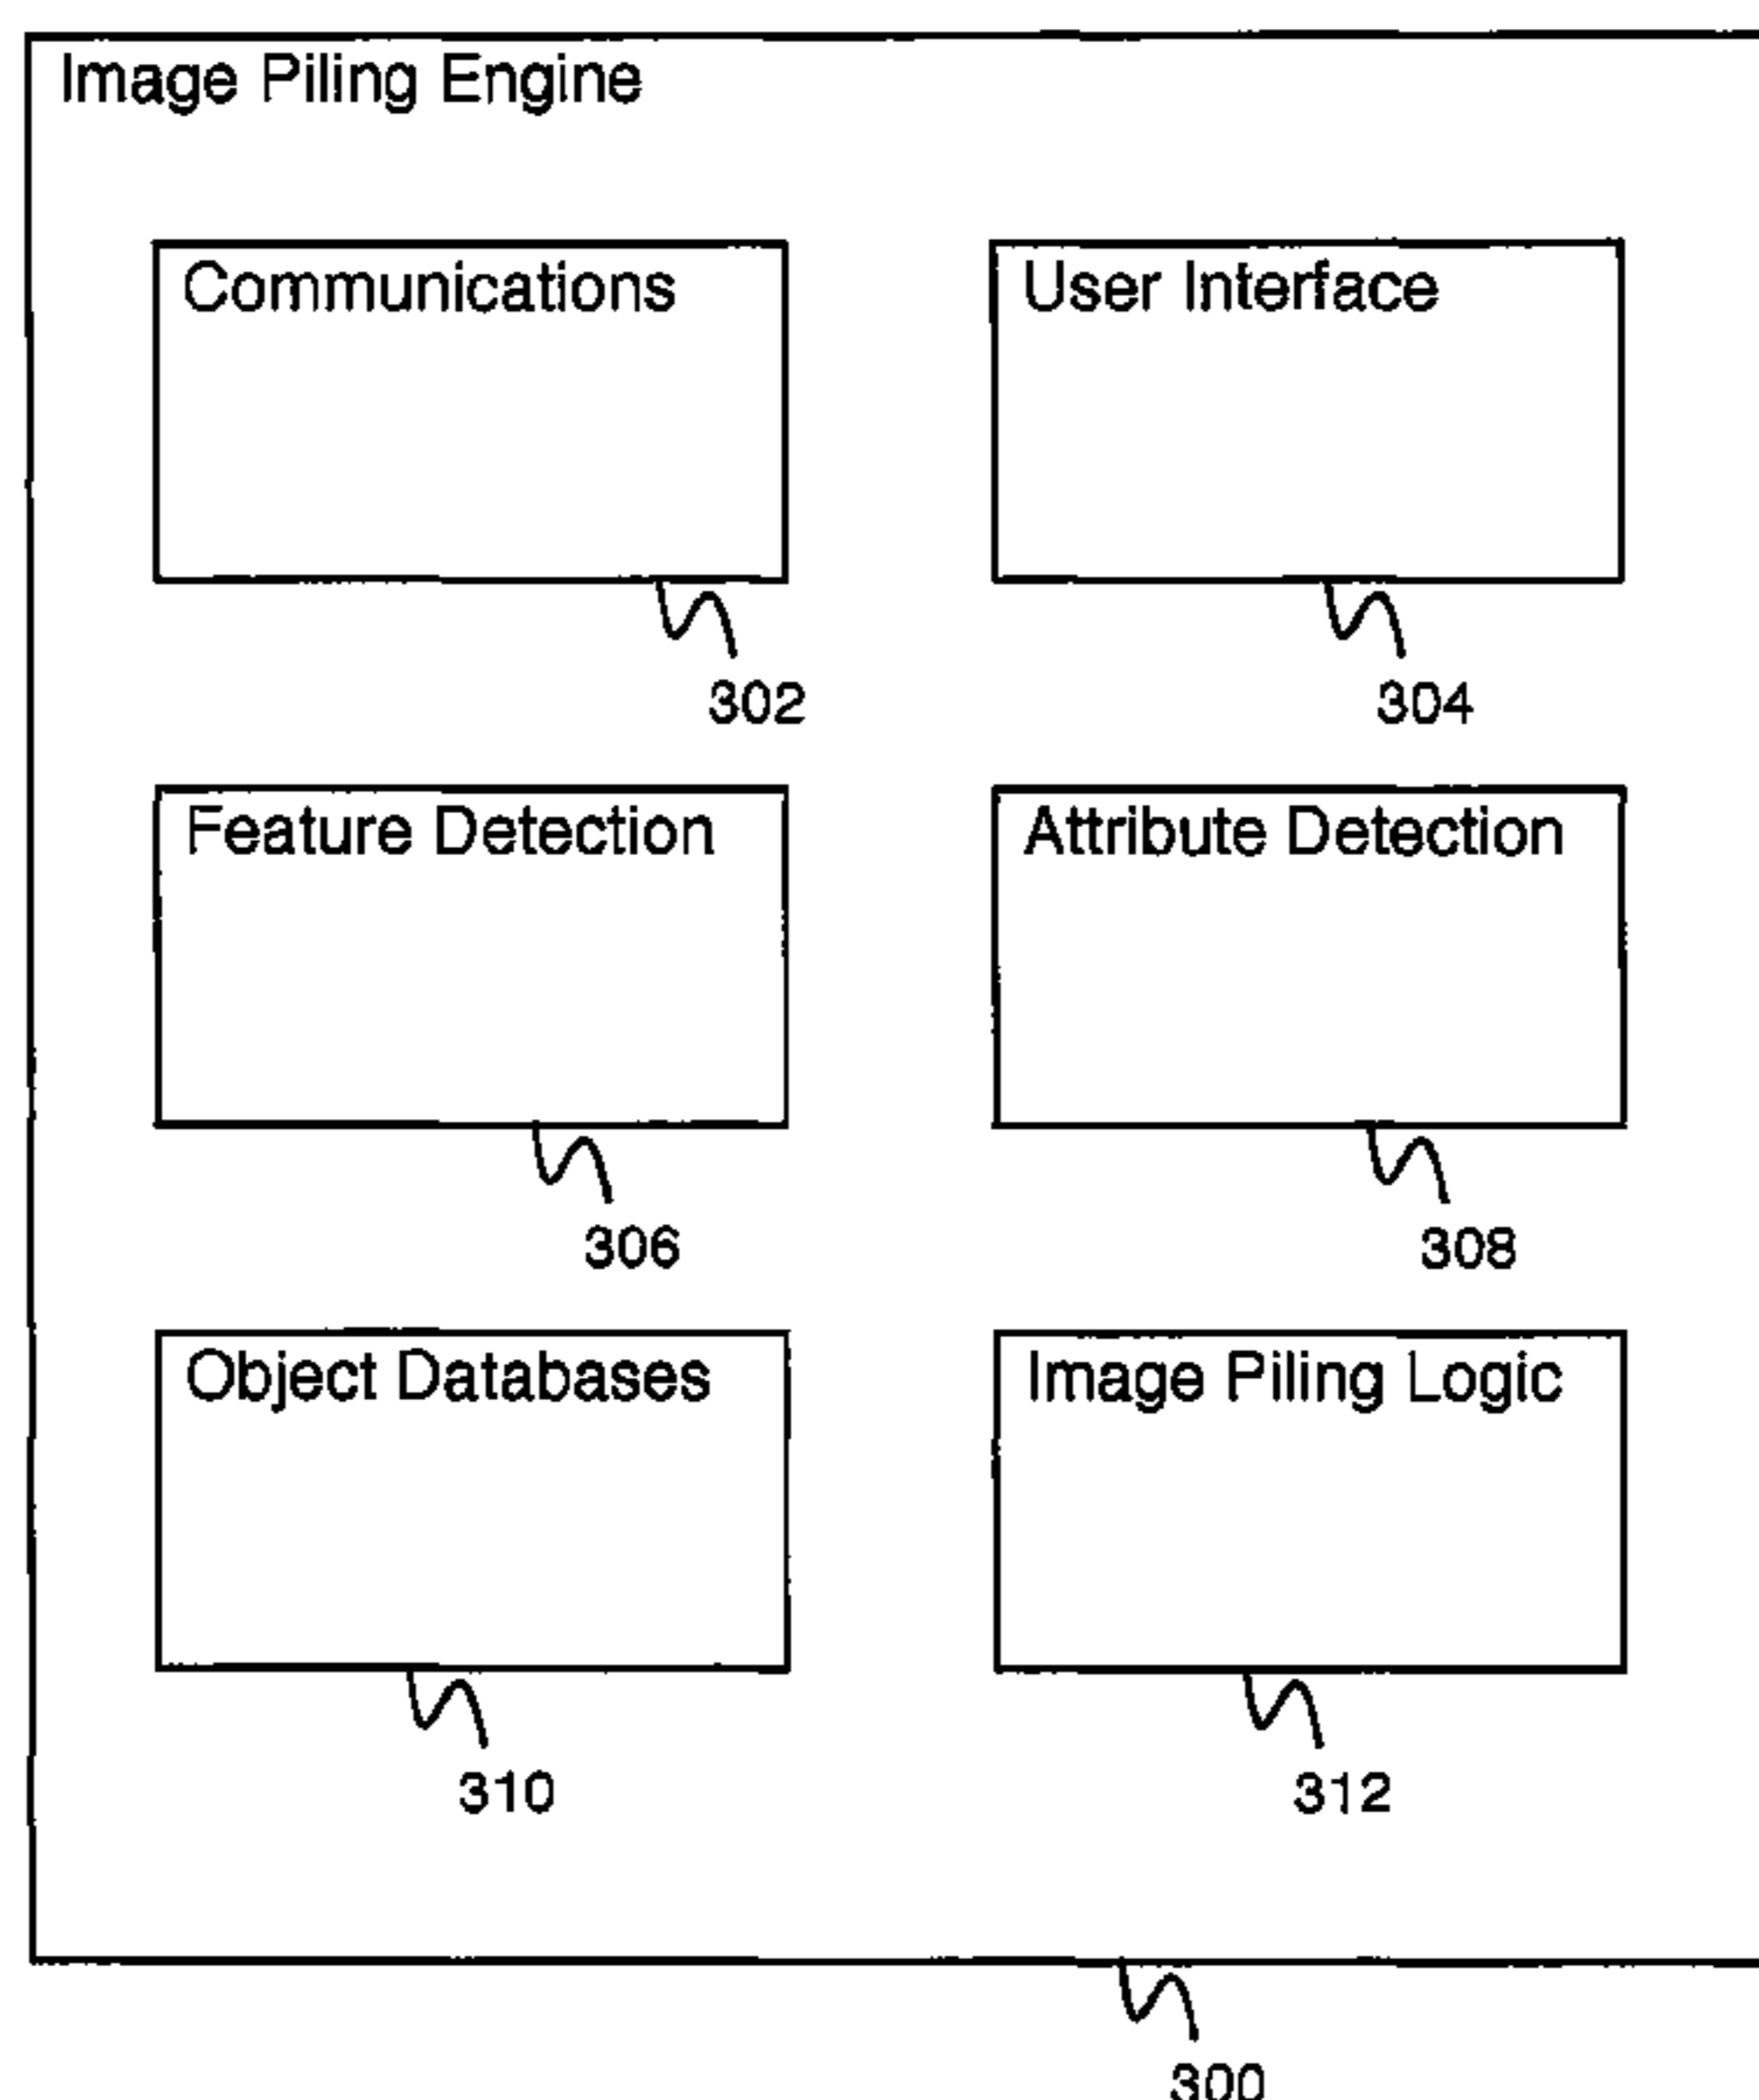 Image Piling Engine
Communications
User Interface
302
304
Feature Detection
Attribute Detection
306
308
Object Databases
Image Piling Logic
310
312
300